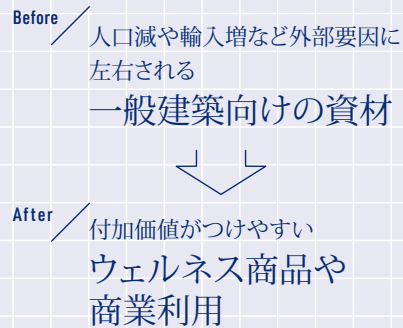 Before
人口減や輸入増など外部要因に
左右される
一般建築向けの資材
After
付加価値がつけやすい
ウェルネス商品や
商業利用